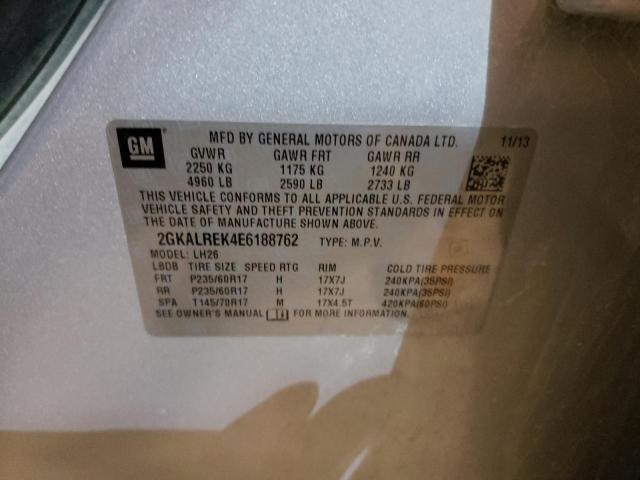 GM MFD BY GENERAL MOTORS OF CANADA LTD. 11/13
GVWR GAWR FRT GAWR RR
2250 KG 1175 KG 1240 KG
4960 LB 2590 LB 2733 LB
THIS VEHICLE CONFORMS TO ALL APPLICABLE U.S. FEDERAL MOTOR
VEHICLE SAFETY AND THEFT PREVENTION STANDARDS IN EFFECT ON
THE DATE OF MANUFACTURE SHOWN ABOVE.
2GKALREK4E6188762 TYPE: M.P.V.
MODEL: LH26
L8DB TIRE SIZE SPEED RTG RIM COLD TIRE PRESSURE
FRT P235/60R17 H 17X7J 240KPA(35PSI)
RR P235/60R17 H 17X7J 240KPA(35PSI)
SPA T145/70R17 M 17X4.5T 420KPA(60PSI)
SEE OWNER'S MANUAL FOR MORE INFORMATION.